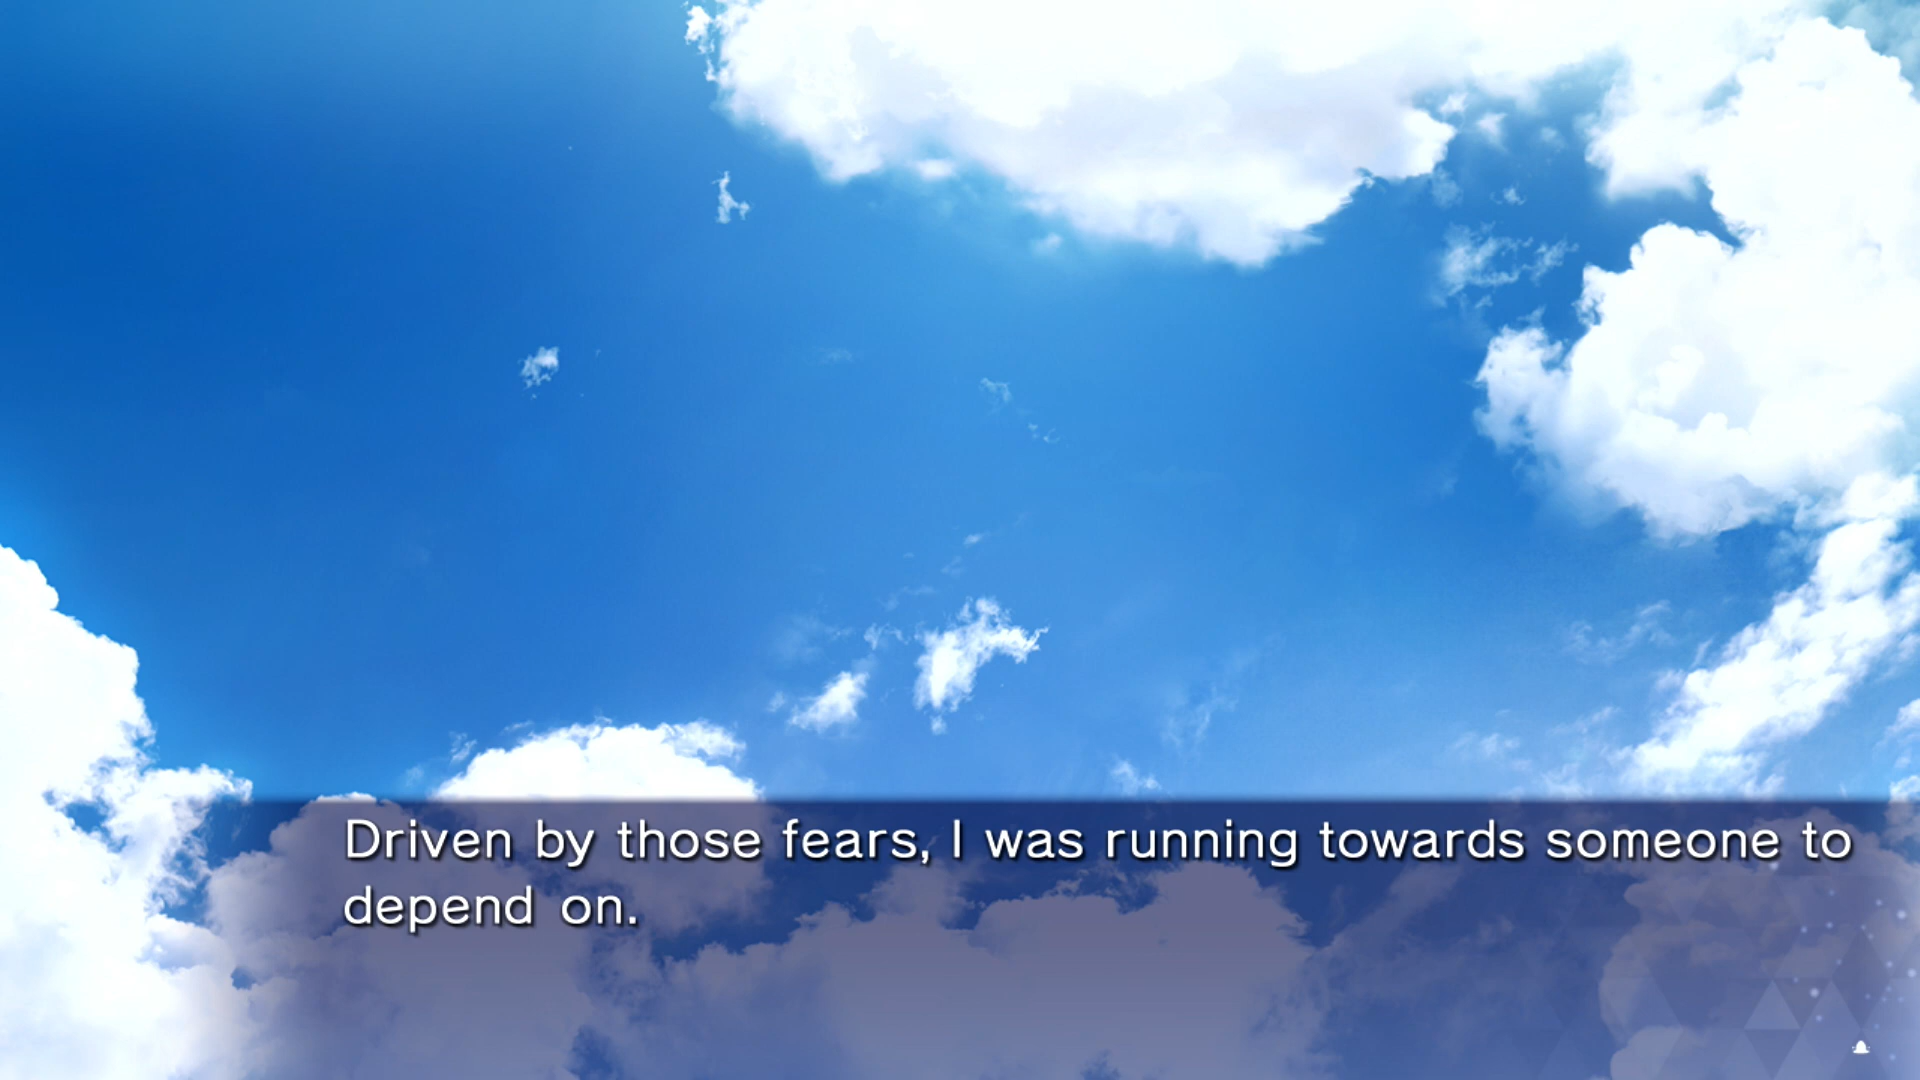 Driven by those fears, I was running towards someone to
depend on.